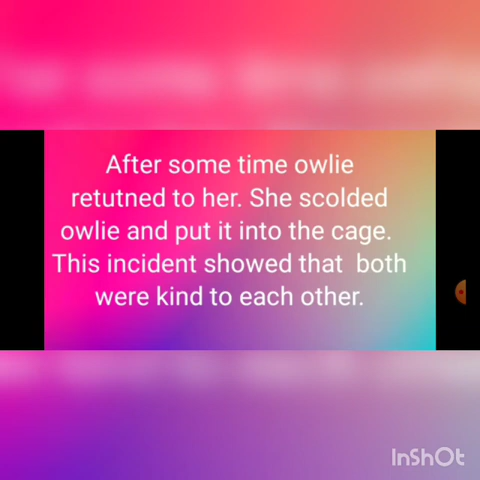 After some time owlie
retutned to her. She scolded
owlie and put it into the cage.
This incident showed that both
were kind to each other.
InShOt